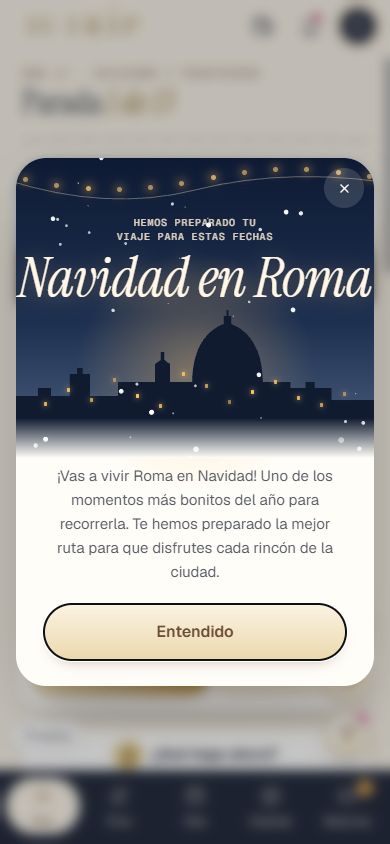 HEMOS PREPARADO TU
VIAJE PARA ESTAS FECHAS
Navidad en Roma
¡Vas a vivir Roma en Navidad! Uno de los
momentos más bonitos del año para
recorrerla. Te hemos preparado la mejor
ruta para que disfrutes cada rincón de la
ciudad.
Entendido